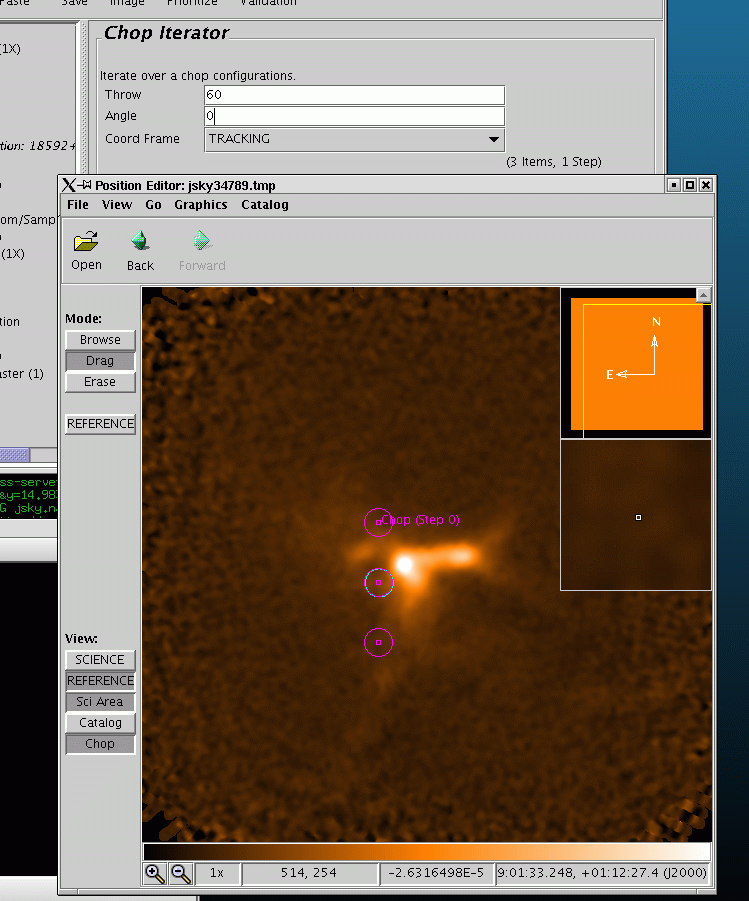 Paste Save Image Prioritize Validation
Chop Iterator
(1X)
Iterate over a chop configurations.
Throw 60
Angle 0
Coord Frame TRACKING
tion: 18592+
(3 Items, 1 Step)
Position Editor: jsky34789.tmp
File View Go Graphics Catalog
om/Samp
(1X)
Open Back Forward
tion
Mode:
Browse
Drag
Erase
aster (1)
REFERENCE
N
E
ss-serve
&y=14.98
G jsky.na
Chop (Step 0)
View:
SCIENCE
REFERENCE
Sci Area
Catalog
Chop
1x 514, 254 -2.6316498E-5 9:01:33.248, +01:12:27.4 (J2000)